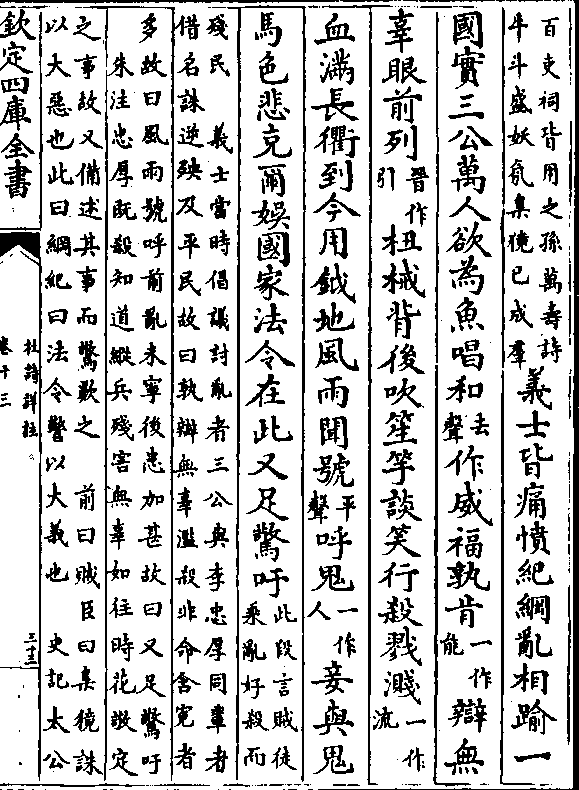 百吏祠皆用之孫萬壽詩
牛斗盛妖氛梟獍已成羣
義士皆痛憤紀綱亂相踰一
國實三公萬人欲為魚唱和
去
聲
作威福孰肯
一作
能
辯無
辜眼前列
晉作
引
杻械背後吹笙竽談笑行殺戮濺
一作
流
血滿長衢到今用鉞地風雨聞號
平
聲
呼鬼
一作
人
妾與鬼
馬色悲充爾娛國家法令在此又足驚吁
此段言賊徒
乘亂好殺而
殘民 義士當時倡議討亂者三公與李忠厚同輩者
借名誅逆殃及平民故曰孰辯無辜濫殺非命含寃者
多故曰風雨號呼前亂未寧後患加甚故曰又足驚吁
朱注忠厚既殺知道縱兵殘害無辜如往時花驚定
之事故又備述其事而驚歎之 前曰賊臣曰梟獍誅
以大惡也此曰綱紀曰法令警以大義也 史記太公
欽定四庫全書
杜詩詳註
卷十三
三十三